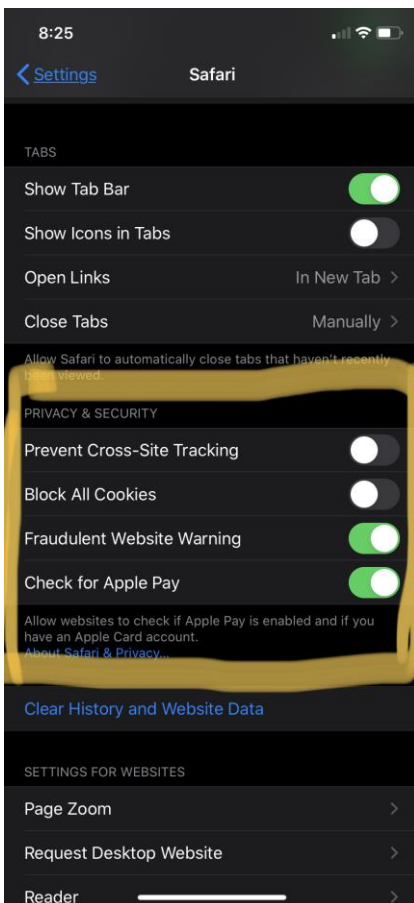 8:25
Settings
Safari
TABS
Show Tab Bar
Show Icons in Tabs
Open Links In New Tab >
Close Tabs Manually >
Allow Safari to automatically close tabs that haven't recently
been viewed.
PRIVACY & SECURITY
Prevent Cross-Site Tracking
Block All Cookies
Fraudulent Website Warning
Check for Apple Pay
Allow websites to check if Apple Pay is enabled and if you
have an Apple Card account.
About Safari & Privacy...
Clear History and Website Data
SETTINGS FOR WEBSITES
Page Zoom >
Request Desktop Website >
Reader >